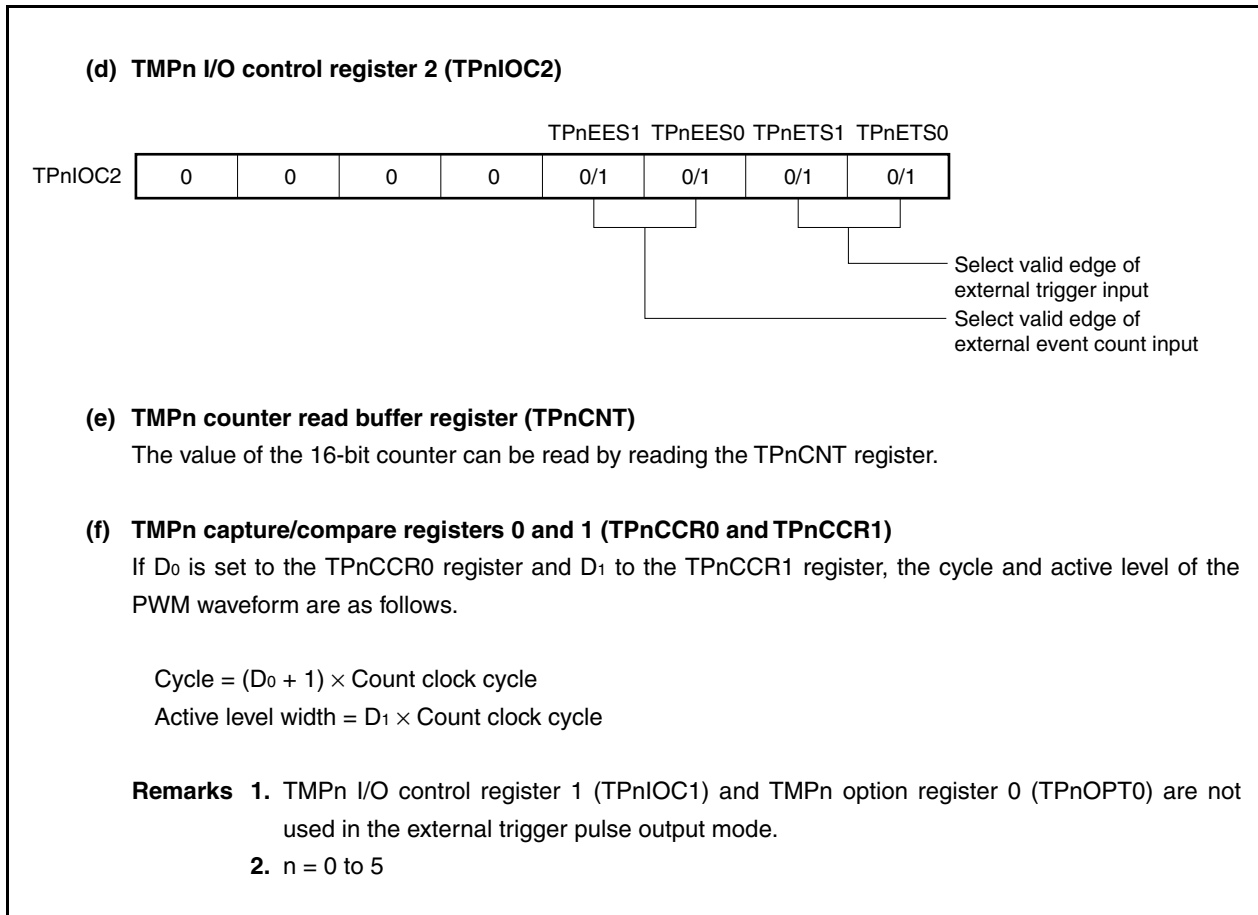 (d) TMPn I/O control register 2 (TPnIOC2)
TPnEES1 TPnEES0 TPnETS1 TPnETS0
TPnIOC2 0 0 0 0 0/1 0/1 0/1 0/1
Select valid edge of
external trigger input
Select valid edge of
external event count input
(e) TMPn counter read buffer register (TPnCNT)
The value of the 16-bit counter can be read by reading the TPnCNT register.
(f) TMPn capture/compare registers 0 and 1 (TPnCCR0 and TPnCCR1)
If D0 is set to the TPnCCR0 register and D1 to the TPnCCR1 register, the cycle and active level of the
PWM waveform are as follows.
Cycle = (D0 + 1) × Count clock cycle
Active level width = D1 × Count clock cycle
Remarks 1. TMPn I/O control register 1 (TPnIOC1) and TMPn option register 0 (TPnOPT0) are not
used in the external trigger pulse output mode.
2. n = 0 to 5